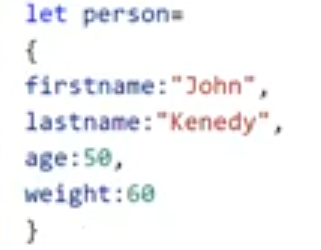 let person=
{
firstname:"John",
lastname:"Kenedy",
age:50,
weight:60
}